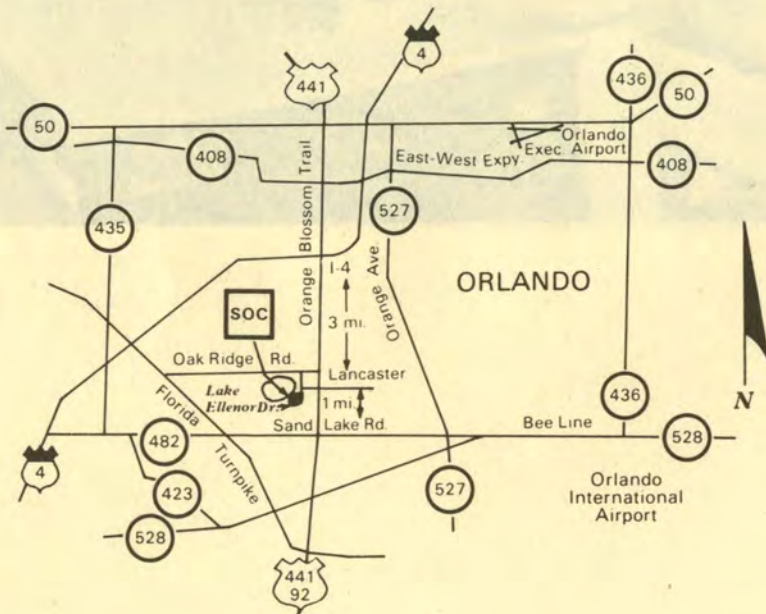 4
441
436
50
50
Orlando
Exec. Airport
408
East-West Expy.
408
435
527
Orange Blossom Trail
Orange Ave.
I-4
ORLANDO
SOC
3 mi.
Oak Ridge Rd.
Lancaster
Lake
Ellenor Dr.
1 mi.
N
436
Florida Turnpike
482
Sand Lake Rd.
Bee Line
528
4
423
527
Orlando
International
Airport
528
441
92